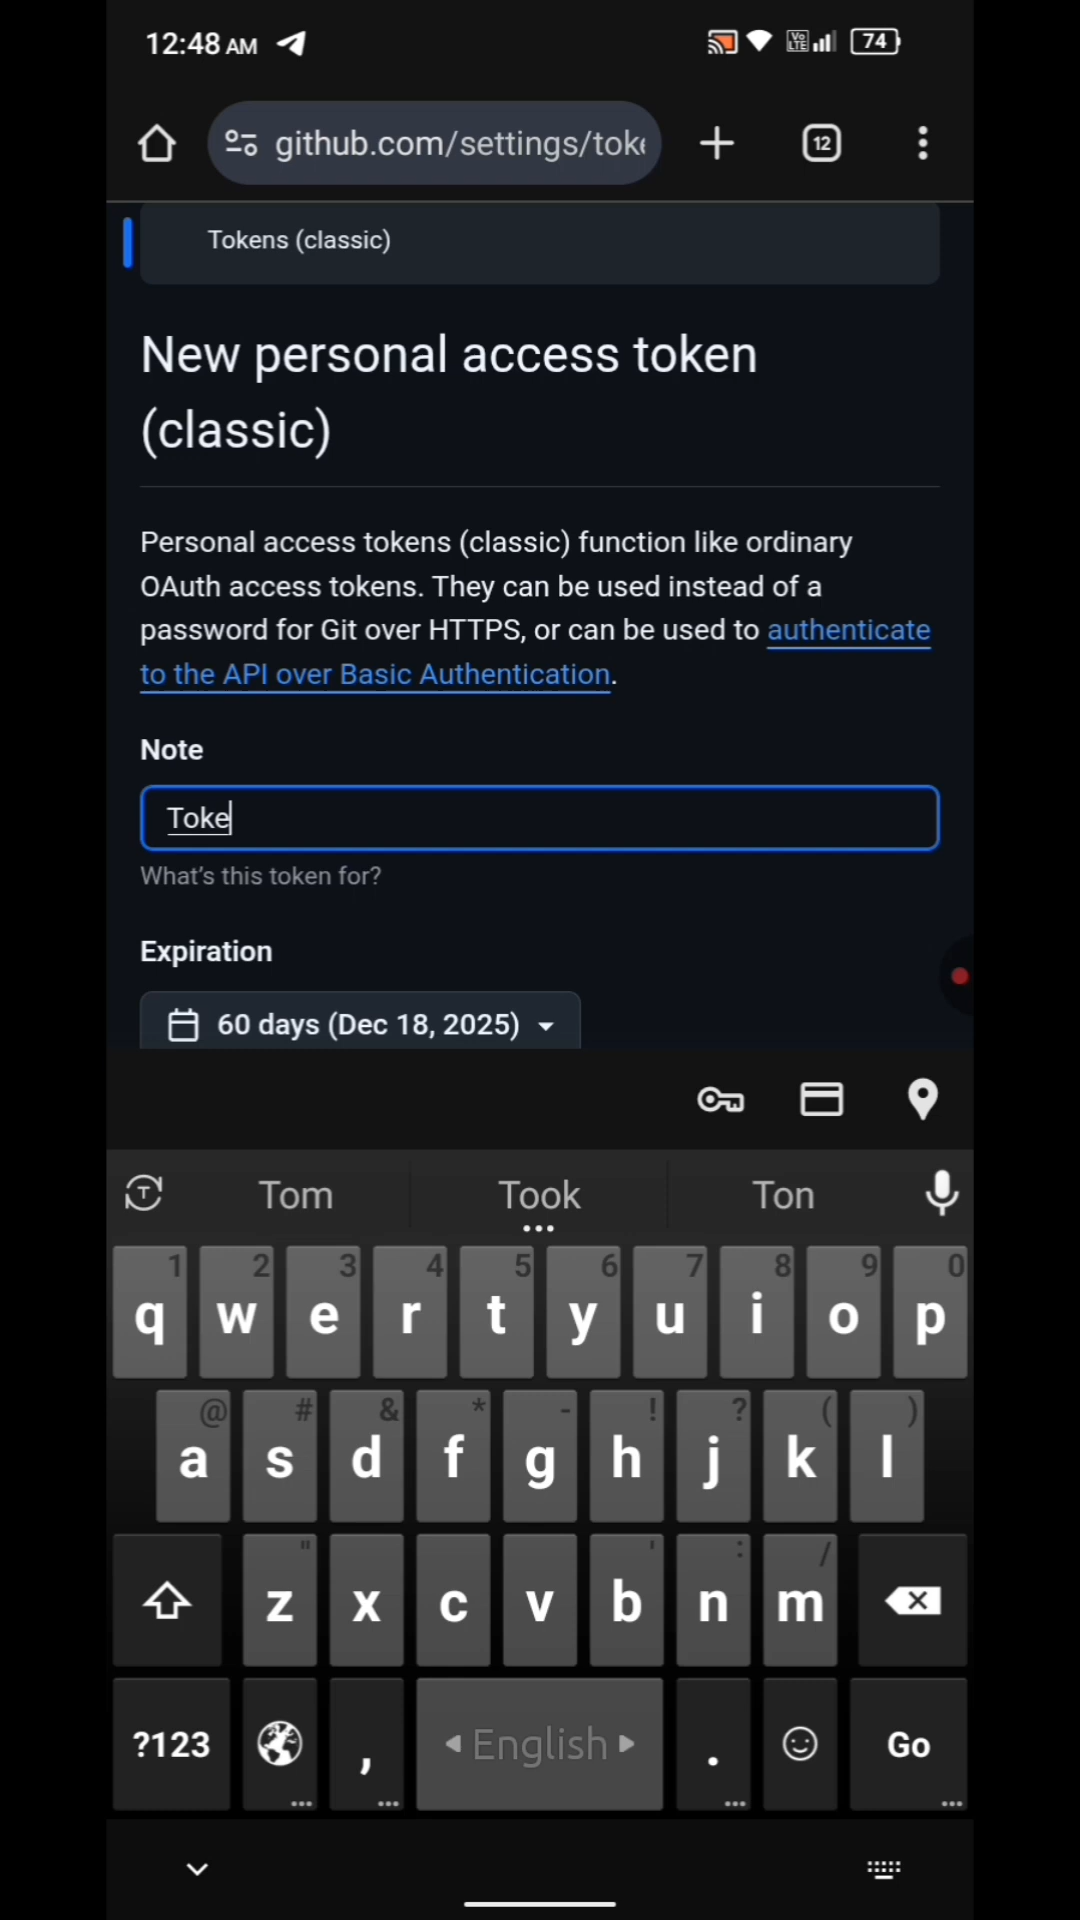 12:48 AM
Vo LTE
74
github.com/settings/toke
12
Tokens (classic)
New personal access token
(classic)
Personal access tokens (classic) function like ordinary
OAuth access tokens. They can be used instead of a
password for Git over HTTPS, or can be used to authenticate
to the API over Basic Authentication.
Note
Toke
What's this token for?
Expiration
60 days (Dec 18, 2025)
T
Tom Took Ton
1 2 3 4 5 6 7 8 9 0
q w e r t y u i o p
@ # & * - ! ? ( )
a s d f g h j k l
" ' : /
z x c v b n m
?123 , English . Go